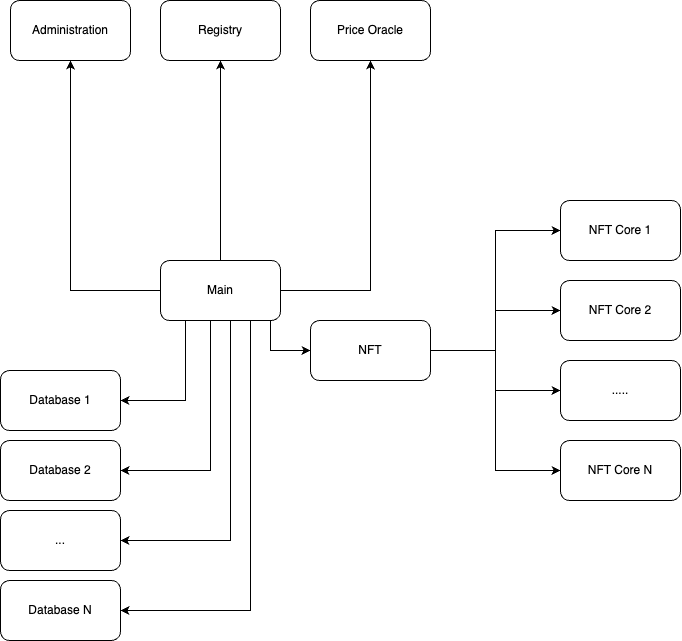 Administration
Registry
Price Oracle
NFT Core 1
Main
NFT Core 2
NFT
.....
Database 1
Database 2
NFT Core N
...
Database N